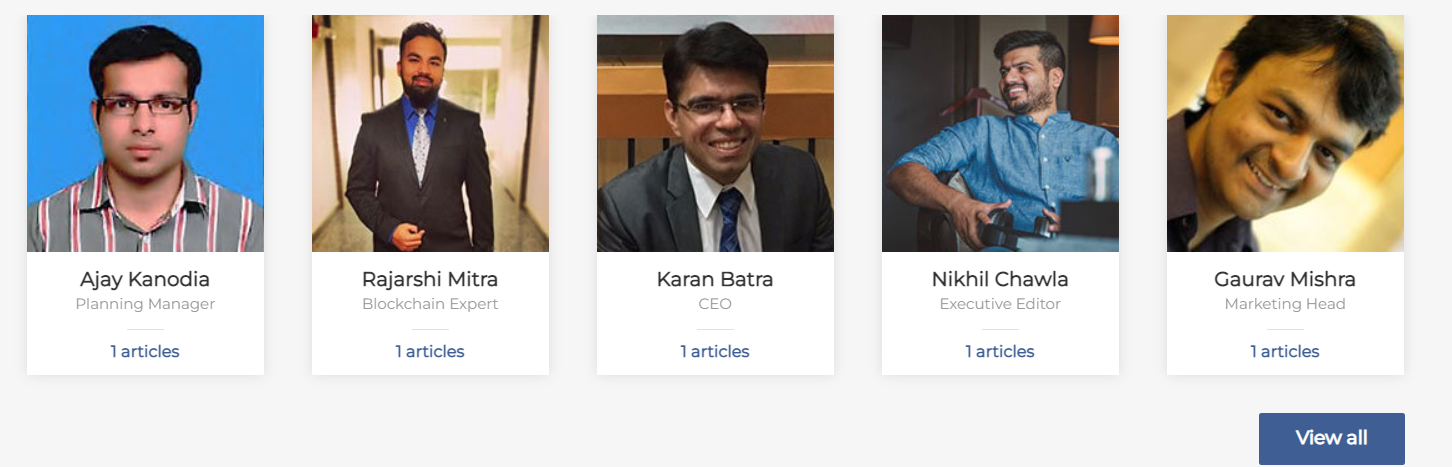 Ajay Kanodia
Planning Manager
1 articles
Rajarshi Mitra
Blockchain Expert
1 articles
Karan Batra
CEO
1 articles
Nikhil Chawla
Executive Editor
1 articles
Gaurav Mishra
Marketing Head
1 articles
View all